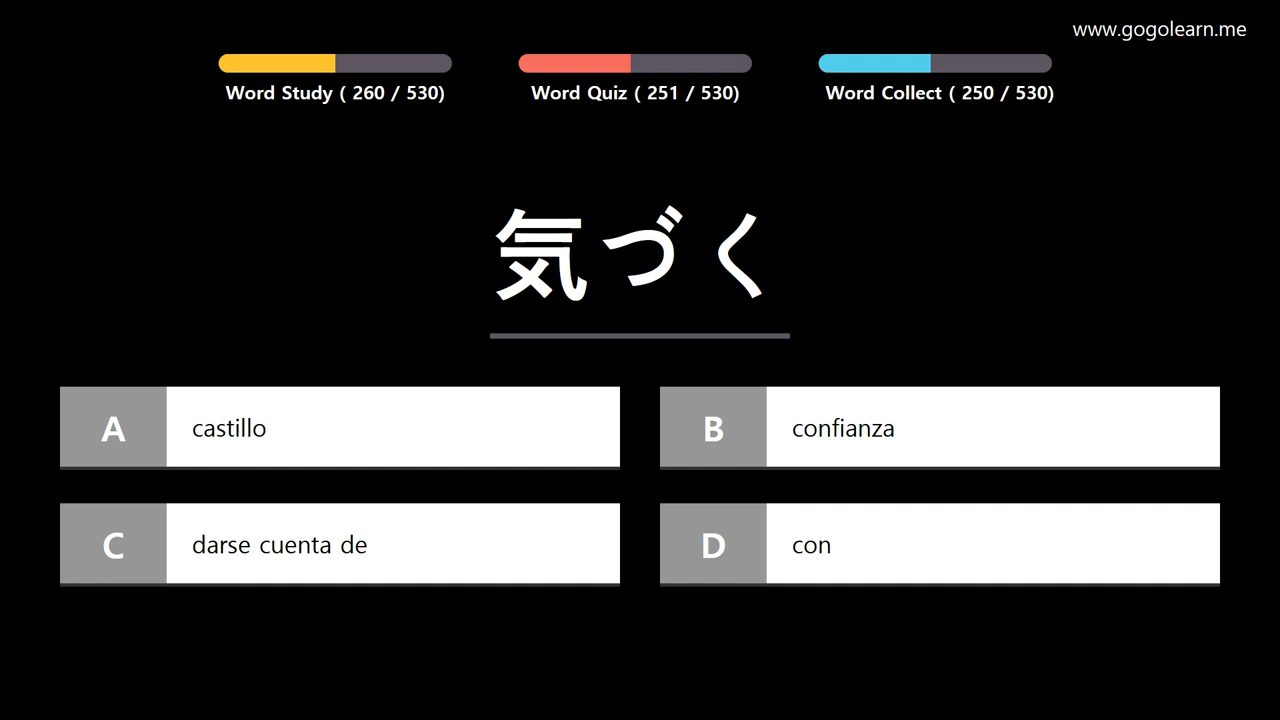 www.gogolearn.me
Word Study ( 260 / 530)
Word Quiz ( 251 / 530)
Word Collect ( 250 / 530)
気づく
A castillo
B confianza
C darse cuenta de
D con